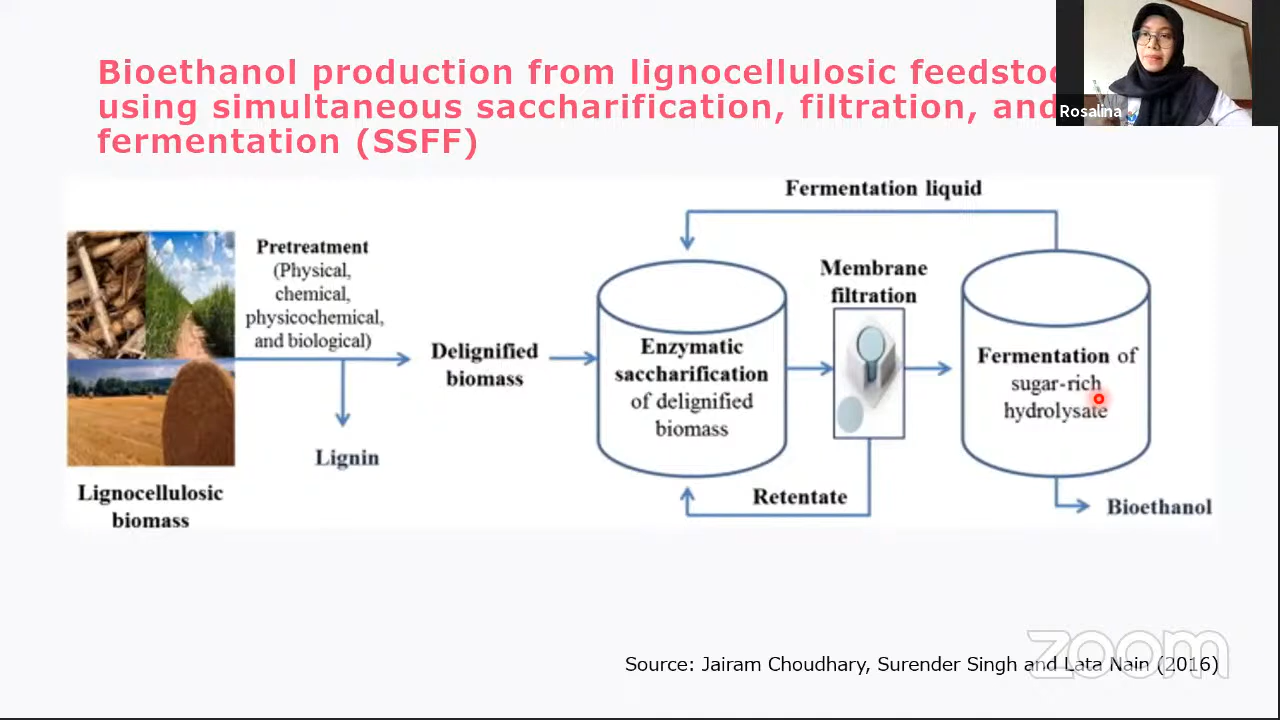 Bioethanol production from lignocellulosic
using simultaneous saccharification, filtration, and
fermentation (SSFF)
Rosalina
Fermentation liquid
Pretreatment
(Physical,
chemical,
physicochemical,
and biological)
Lignin
Lignocellulosic
biomass
Delignified
biomass
Enzymatic
saccharification
of delignified
biomass
Membrane
filtration
Retentate
Fermentation of
sugar-rich
hydrolysate
Bioethanol
zoom
Source: Jairam Choudhary, Surender Singh and Lata Nain (2016)